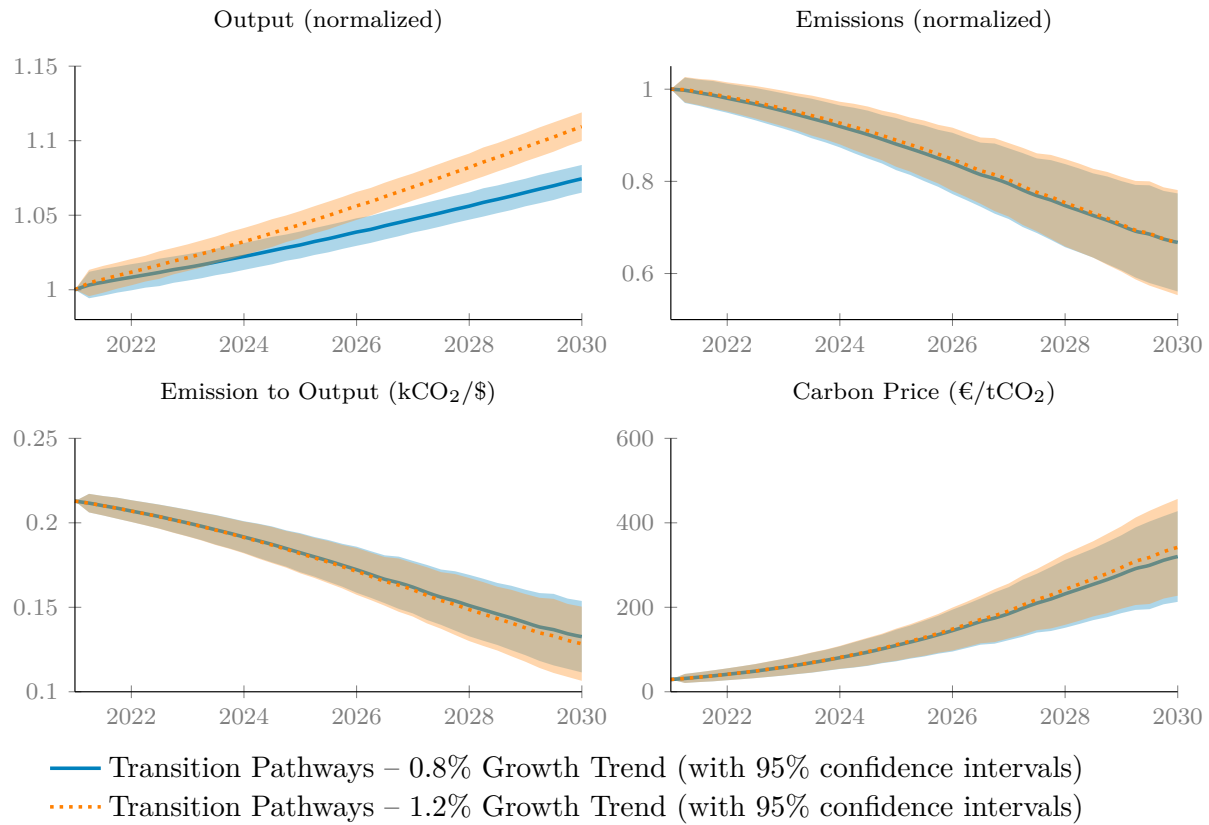 Output (normalized)
Emissions (normalized)
1.15
1.1
1.05
1
2022 2024 2026 2028 2030
1
0.8
0.6
2022 2024 2026 2028 2030
Emission to Output (kCO₂/$)
Carbon Price (€/tCO₂)
0.25
0.2
0.15
0.1
2022 2024 2026 2028 2030
600
400
200
0
2022 2024 2026 2028 2030
Transition Pathways – 0.8% Growth Trend (with 95% confidence intervals)
Transition Pathways – 1.2% Growth Trend (with 95% confidence intervals)